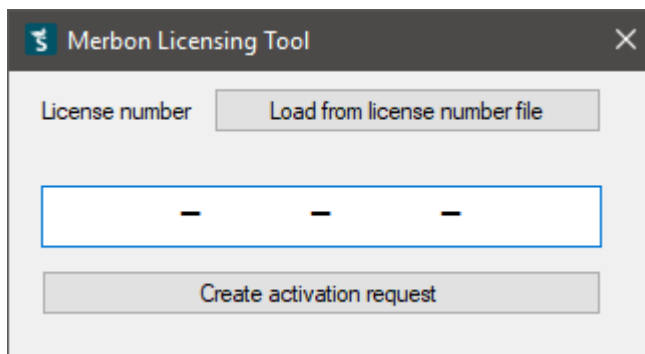 Merbon Licensing Tool
License number Load from license number file
– – –
Create activation request